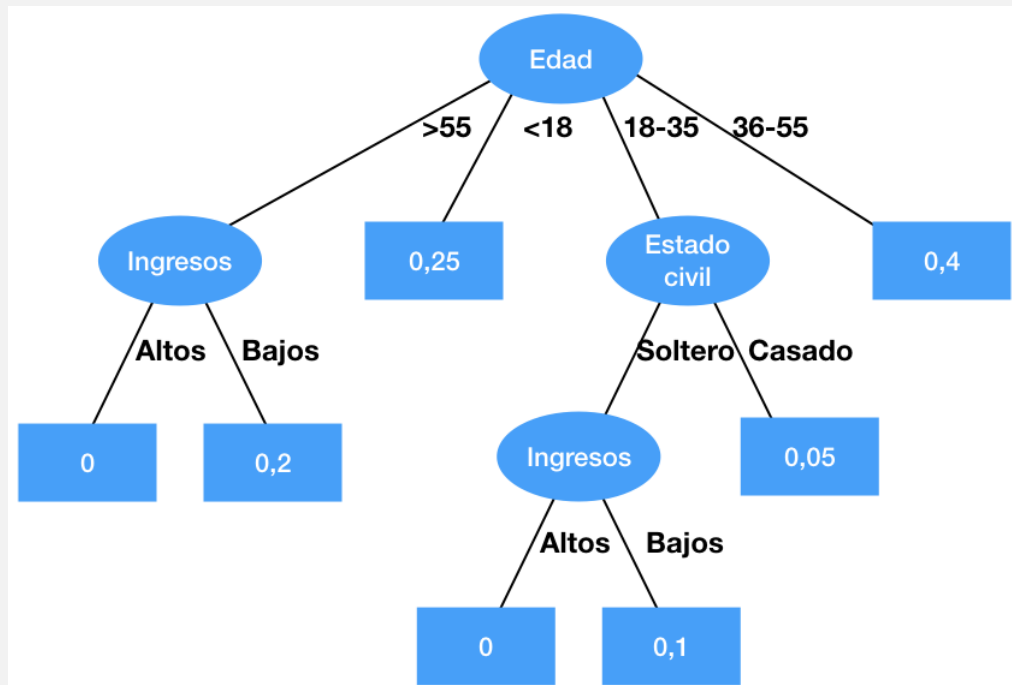 Edad
>55
<18
18-35
36-55
Ingresos
0,25
Estado
civil
0,4
Altos
Bajos
Soltero
Casado
0
0,2
Ingresos
0,05
Altos
Bajos
0
0,1